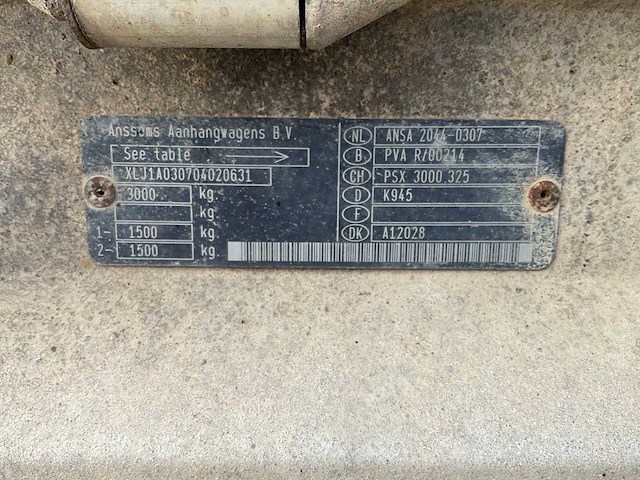 Anssems Aanhangwagens B.V.
See table
XLJ1A030704020631
3000 kg.
kg.
1- 1500 kg.
2- 1500 kg.
NL ANSA 2044-0307
B PVA R/00214
CH PSX 3000.325
D K945
F
DK A12028